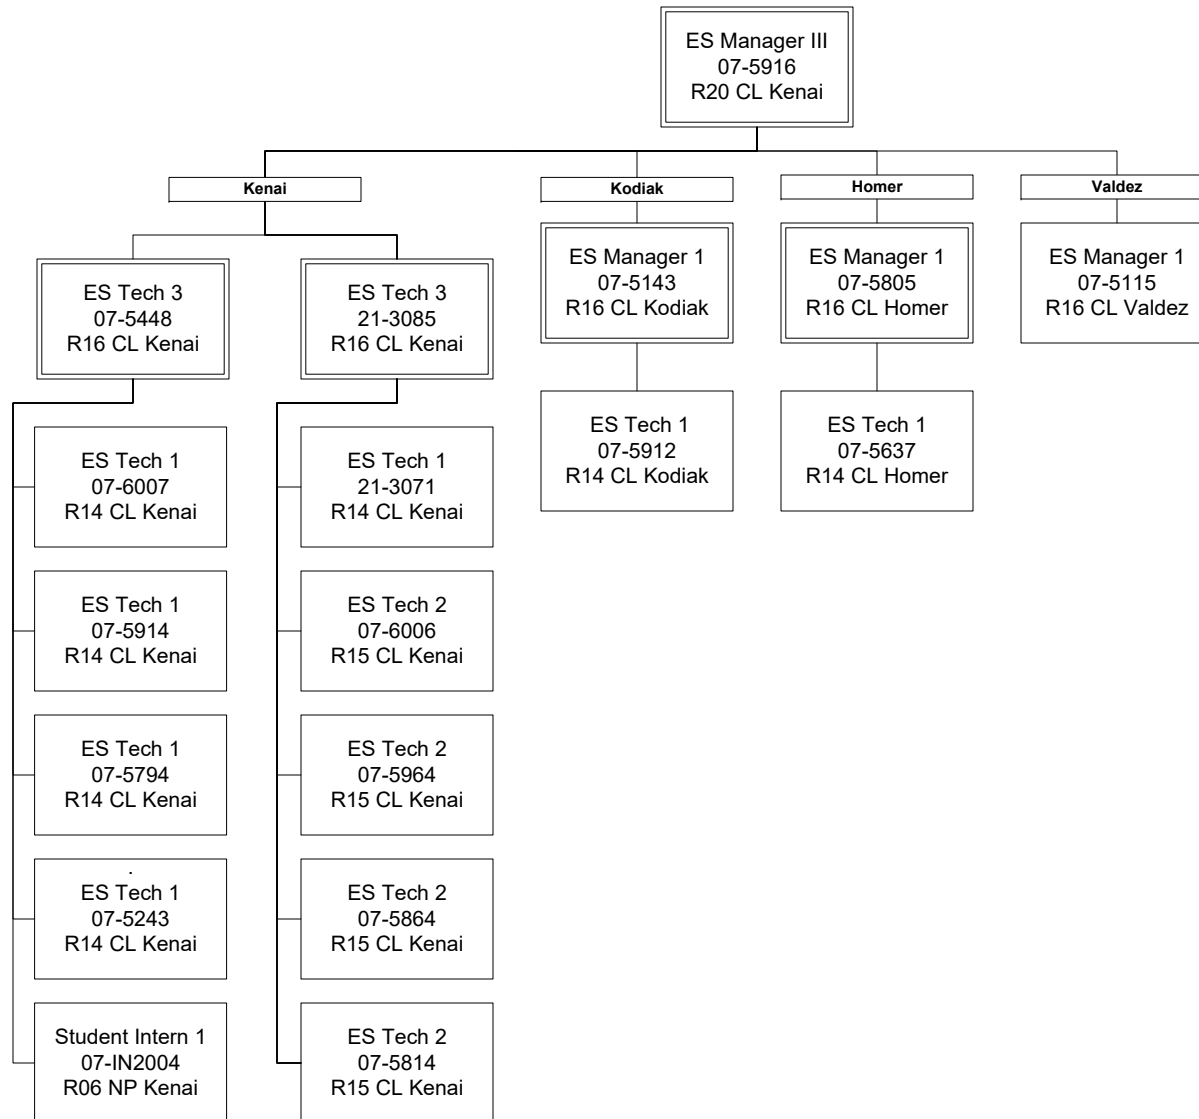 ES Manager III
07-5916
R20 CL Kenai
Kenai
Kodiak
Homer
Valdez
ES Tech 3
07-5448
R16 CL Kenai
ES Tech 3
21-3085
R16 CL Kenai
ES Manager 1
07-5143
R16 CL Kodiak
ES Manager 1
07-5805
R16 CL Homer
ES Manager 1
07-5115
R16 CL Valdez
ES Tech 1
07-6007
R14 CL Kenai
ES Tech 1
21-3071
R14 CL Kenai
ES Tech 1
07-5912
R14 CL Kodiak
ES Tech 1
07-5637
R14 CL Homer
ES Tech 1
07-5914
R14 CL Kenai
ES Tech 2
07-6006
R15 CL Kenai
ES Tech 1
07-5794
R14 CL Kenai
ES Tech 2
07-5964
R15 CL Kenai
.
ES Tech 1
07-5243
R14 CL Kenai
ES Tech 2
07-5864
R15 CL Kenai
Student Intern 1
07-IN2004
R06 NP Kenai
ES Tech 2
07-5814
R15 CL Kenai